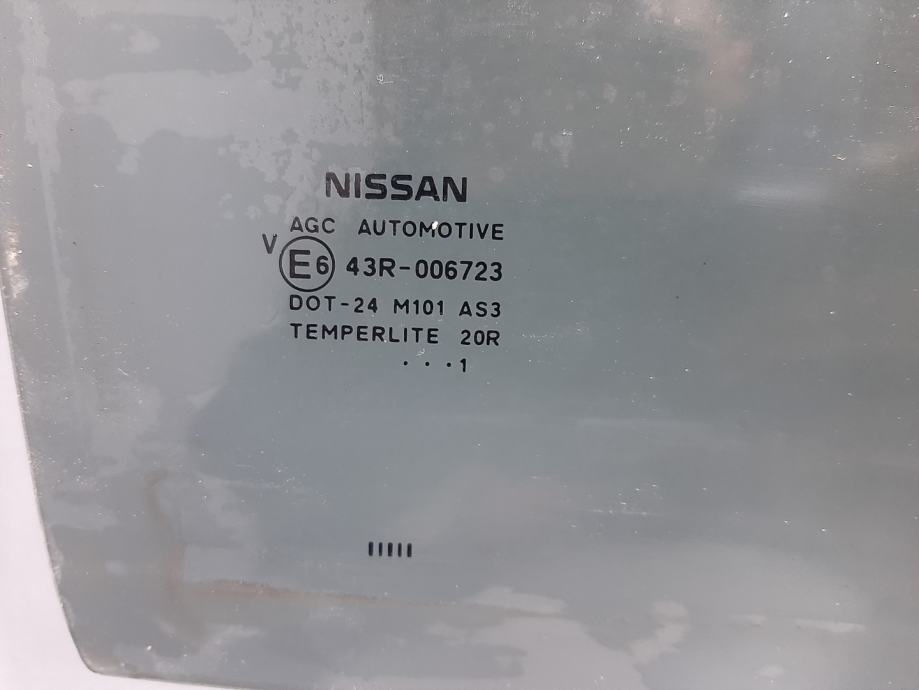 NISSAN
AGC AUTOMOTIVE
V E6 43R-006723
DOT-24 M101 AS3
TEMPERLITE 20R
. . . 1